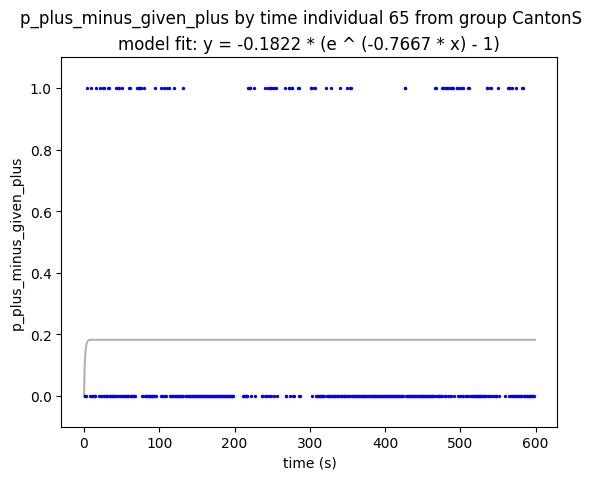 p_plus_minus_given_plus by time individual 65 from group CantonS
model fit: y = -0.1822 * (e ^ (-0.7667 * x) - 1)
1.0
0.8
0.6
0.4
0.2
0.0
p_plus_minus_given_plus
0 100 200 300 400 500 600
time (s)